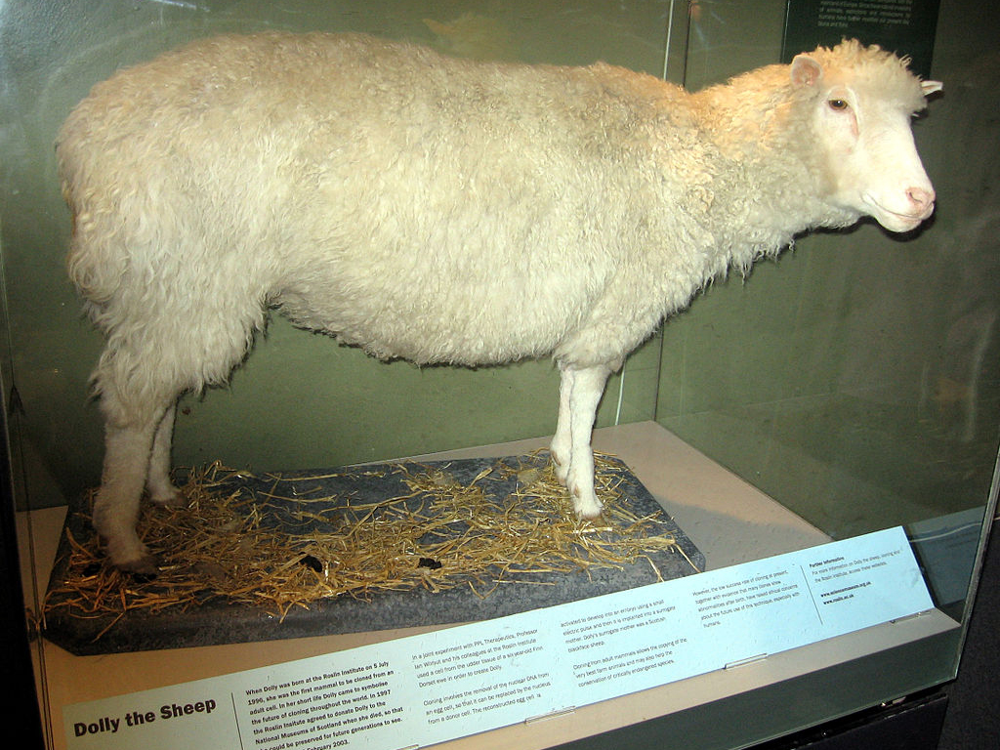 Dolly the Sheep
When Dolly was born at the Roslin Institute on 5 July
1996, she was the first mammal to be cloned from an
adult cell. In her short life Dolly came to symbolise
the future of cloning throughout the world. In 1997
the Roslin Insitute agreed to donate Dolly to the
National Museums of Scotland when she died, so that
she could be preserved for future generations to see.
February 2003.
In a joint experiment with PPL Therapeutics, Professor
Ian Wilmut and his colleagues at the Roslin Institute
used a cell from the udder tissue of a six-year-old Finn
Dorset ewe in order to create Dolly.
Cloning involves the removal of the nuclear DNA from
an egg cell, so that it can be replaced by the nucleus
from a donor cell. The reconstructed egg cell is
activated to develop into an embryo using a small
electric pulse and then it is implanted into a surrogate
mother. Dolly's surrogate mother was a Scottish
blackface sheep.
Cloning from adult mammals allows the cloning of the
very best farm animals and may also help the
conservation of critically endangered species.
However, the low success rate of cloning at present,
together with evidence that many clones show
abnormalities after birth, have raised ethical concerns
about the future use of this technique, especially with
humans.
Further information
For more information on Dolly the sheep, cloning and
the Roslin Institute, access these websites.
www.sciencemuseum.org.uk
www.roslin.ac.uk